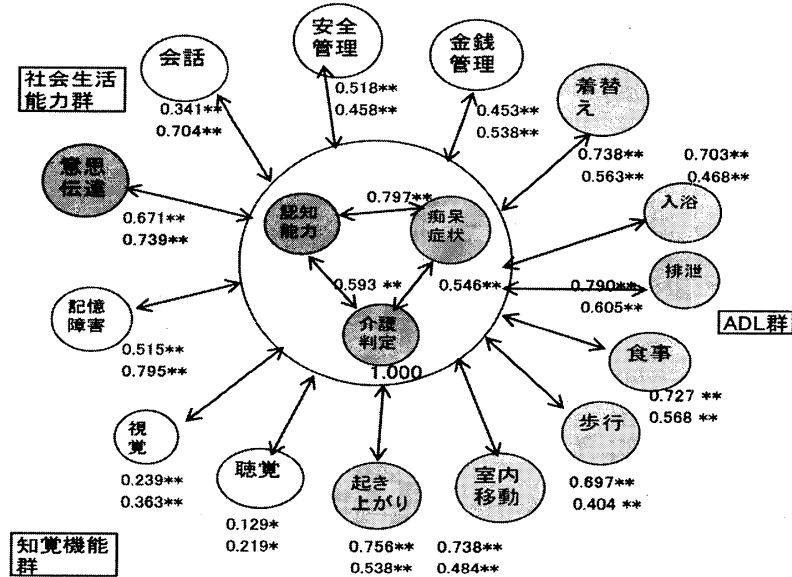 会話
安全
管理
金銭
管理
社会生活
能力群
0.341**
0.704**
0.518**
0.458**
0.453**
0.538**
着替
え
0.738**
0.563**
0.703**
0.468**
意思
伝達
0.671**
0.739**
認知
能力
0.797**
痴呆
症状
入浴
0.593 **
0.546**
介護
判定
1.000
排泄
0.790**
0.605**
ADL群
記憶
障害
0.515**
0.795**
食事
0.727 **
0.568 **
視
覚
0.239**
0.363**
聴覚
0.129*
0.219*
起き
上がり
0.756**
0.538**
室内
移動
0.738**
0.484**
歩行
0.697**
0.404 **
知覚機能
群